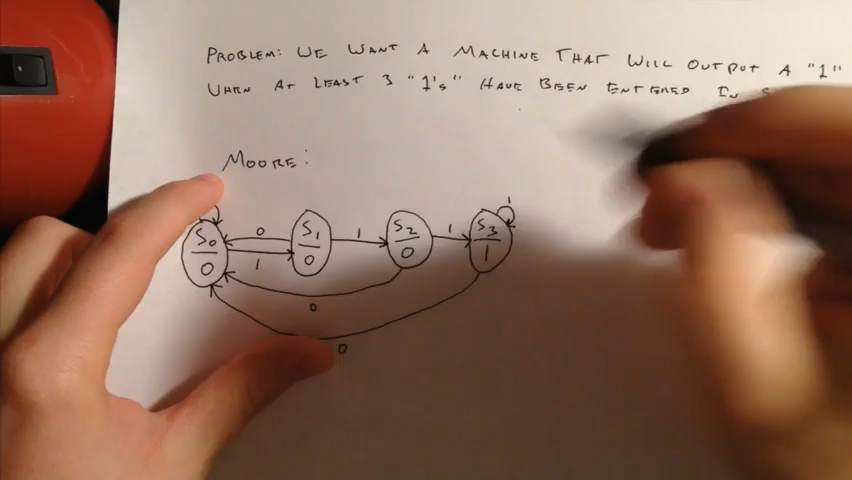 PROBLEM: WE WANT A MACHINE THAT WILL OUTPUT A "1"
WHEN AT LEAST 3 "1's" HAVE BEEN ENTERED IN
MOORE:
1
S0 0 S1 1 S2 1 S3
0 1 0 0 1
0
0